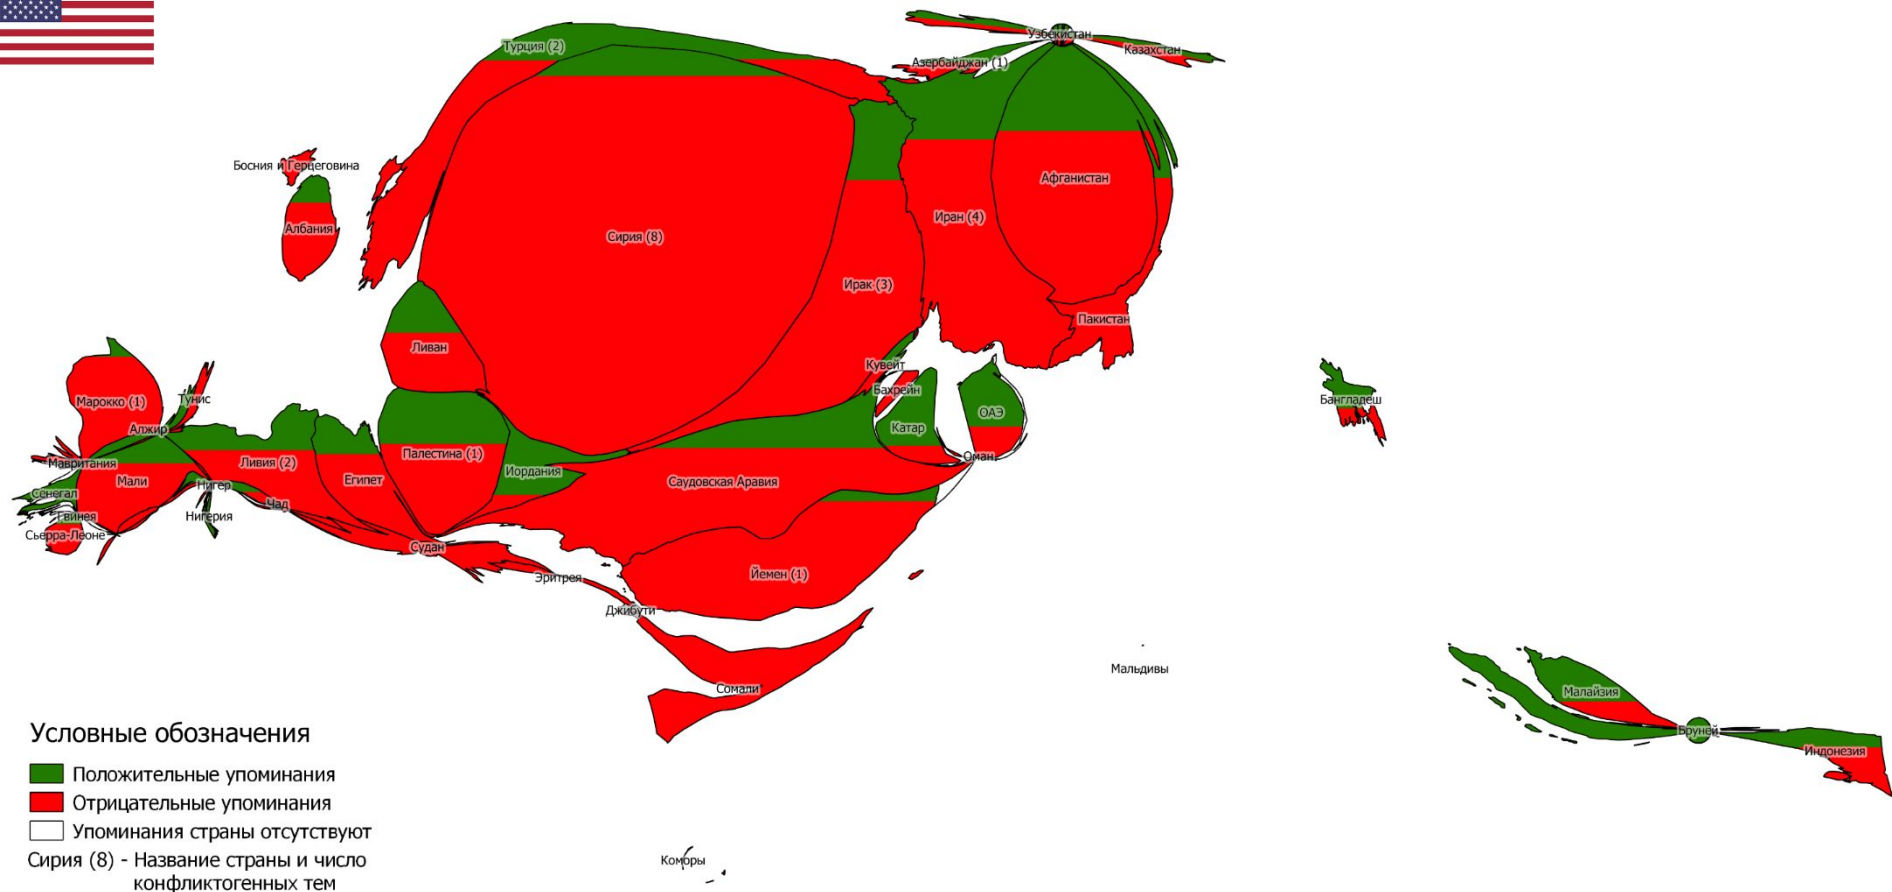 Узбекистан
Турция (2)
Казахстан
Азербайджан (1)
Босния и Герцеговина
Афганистан
Иран (4)
Албания
Сирия (8)
Ирак (3)
Пакистан
Ливан
Кувейт
Бахрейн
Тунис
Бангладеш
Марокко (1)
ОАЭ
Алжир
Катар
Палестина (1)
Оман
Мавритания
Ливия (2)
Иордания
Мали
Египет
Саудовская Аравия
Нигер
Сенегал
Чад
Гвинея
Нигерия
Сьерра-Леоне
Судан
Эритрея
Йемен (1)
Джибути
Мальдивы
Сомали
Малайзия
Бруней
Индонезия
Коморы
Условные обозначения
Положительные упоминания
Отрицательные упоминания
Упоминания страны отсутствуют
Сирия (8) - Название страны и число
конфликтогенных тем